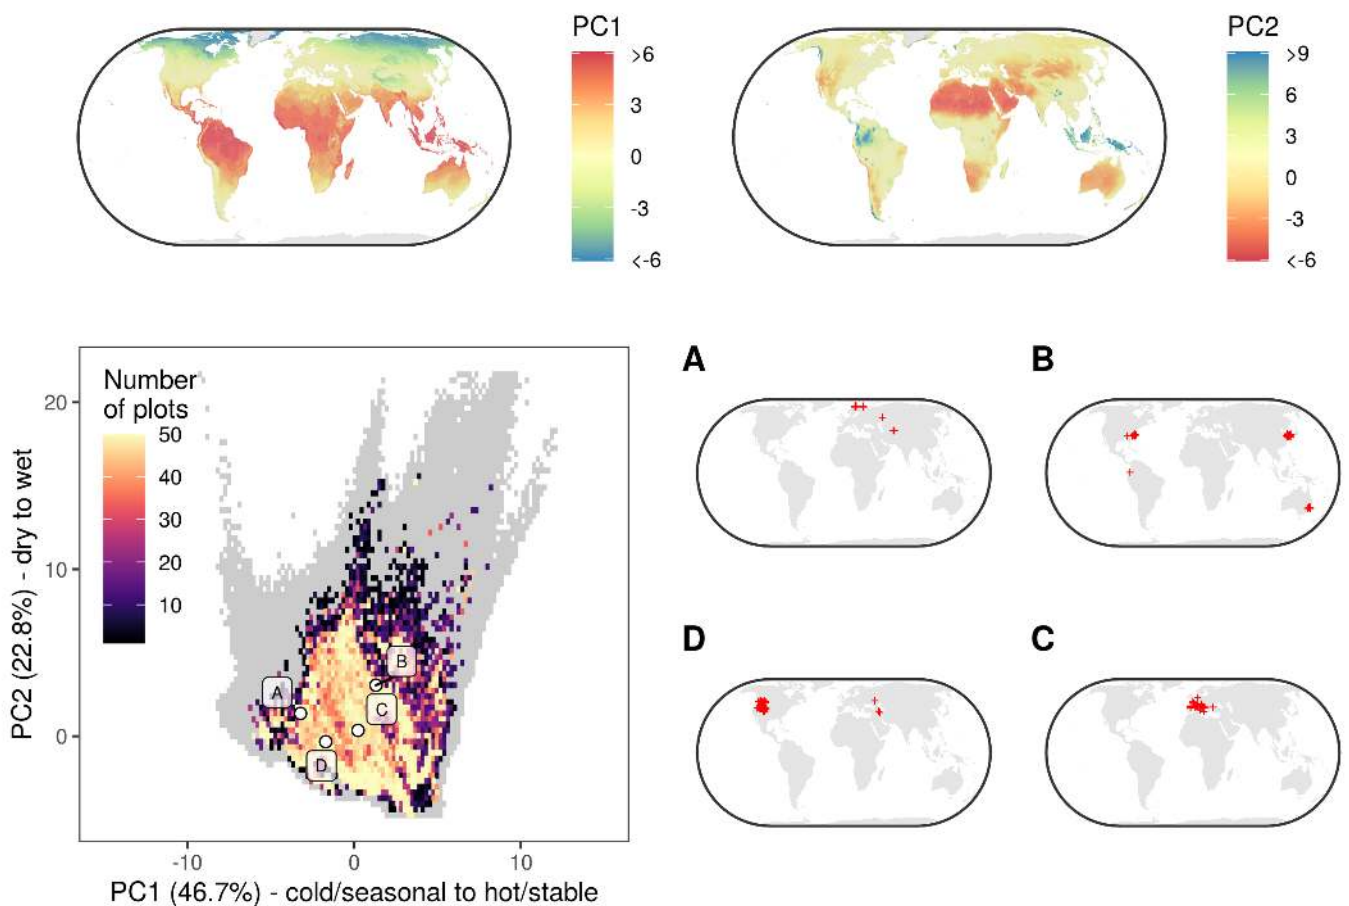 PC1
>6
3
0
-3
<-6
PC2
>9
6
3
0
-3
<-6
Number
of plots
50
40
30
20
10
20
10
0
-10
0
10
PC2 (22.8%) - dry to wet
PC1 (46.7%) - cold/seasonal to hot/stable
A
B
C
D
A
B
D
C